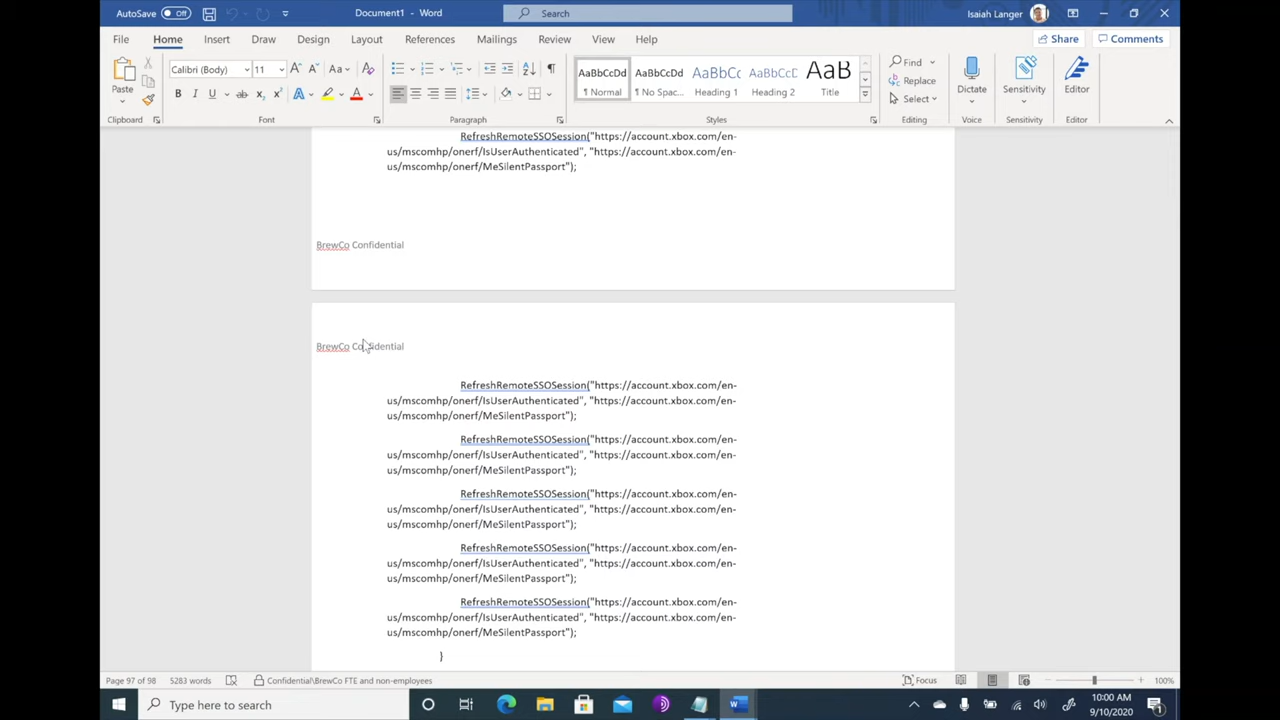 AutoSave Off Document1 - Word Search Isaiah Langer
File Home Insert Draw Design Layout References Mailings Review View Help Share Comments
Paste
Clipboard
Calibri (Body) 11
Font
Paragraph
AaBbCcDd AaBbCcDd AaBbCc AaBbCcD AaB
¶ Normal ¶ No Spac... Heading 1 Heading 2 Title
Styles
Find
Replace
Select
Editing
Dictate
Voice
Sensitivity
Sensitivity
Editor
Editor
RefreshRemoteSSOSession("https://account.xbox.com/en-
us/mscomhp/onerf/IsUserAuthenticated", "https://account.xbox.com/en-
us/mscomhp/onerf/MeSilentPassport");
BrewCo Confidential
BrewCo Confidential
RefreshRemoteSSOSession("https://account.xbox.com/en-
us/mscomhp/onerf/IsUserAuthenticated", "https://account.xbox.com/en-
us/mscomhp/onerf/MeSilentPassport");
RefreshRemoteSSOSession("https://account.xbox.com/en-
us/mscomhp/onerf/IsUserAuthenticated", "https://account.xbox.com/en-
us/mscomhp/onerf/MeSilentPassport");
RefreshRemoteSSOSession("https://account.xbox.com/en-
us/mscomhp/onerf/IsUserAuthenticated", "https://account.xbox.com/en-
us/mscomhp/onerf/MeSilentPassport");
RefreshRemoteSSOSession("https://account.xbox.com/en-
us/mscomhp/onerf/IsUserAuthenticated", "https://account.xbox.com/en-
us/mscomhp/onerf/MeSilentPassport");
RefreshRemoteSSOSession("https://account.xbox.com/en-
us/mscomhp/onerf/IsUserAuthenticated", "https://account.xbox.com/en-
us/mscomhp/onerf/MeSilentPassport");
}
Page 97 of 98 5283 words Confidential\BrewCo FTE and non-employees Focus 100%
Type here to search
10:00 AM
9/10/2020